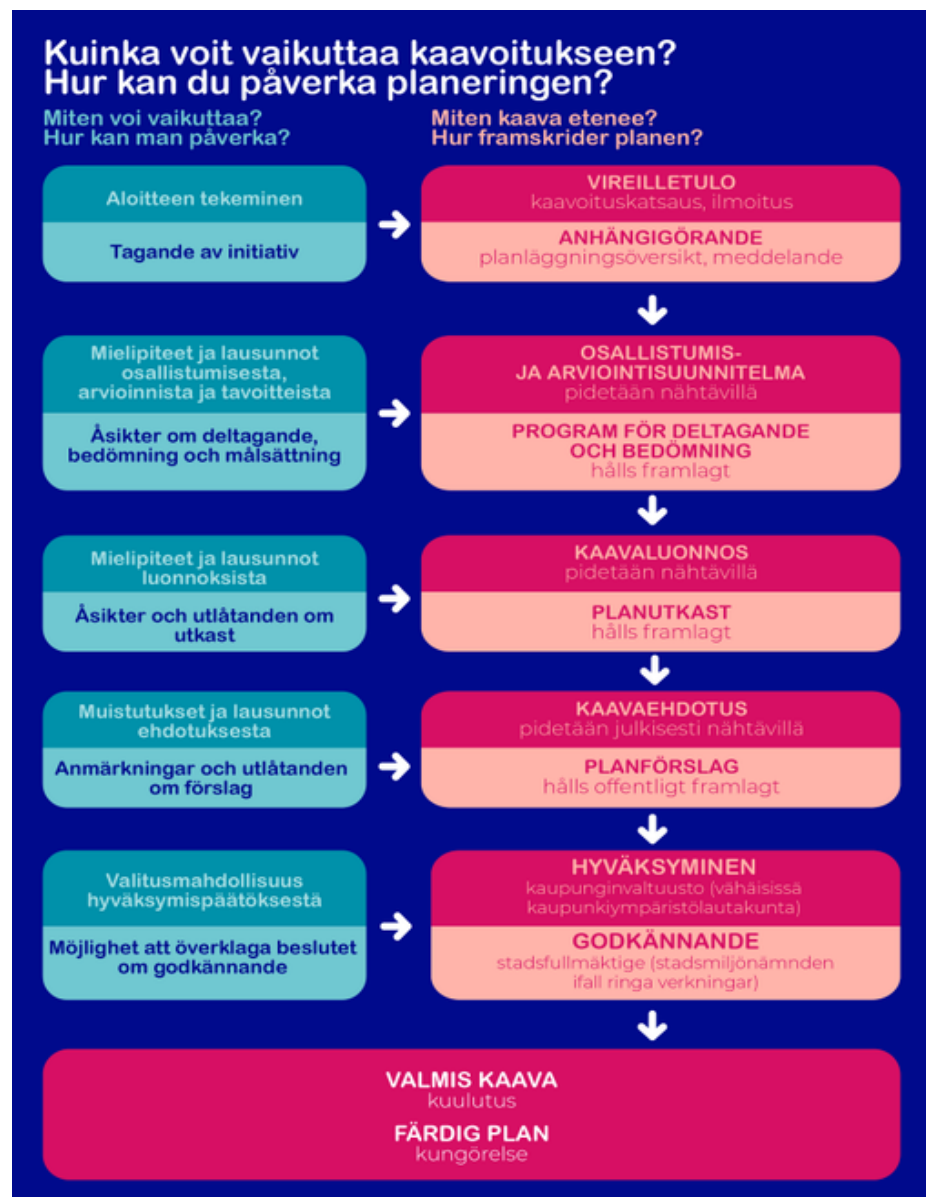 Kuinka voit vaikuttaa kaavoitukseen?
Hur kan du påverka planeringen?
Miten voi vaikuttaa?
Hur kan man påverka?
Miten kaava etenee?
Hur framskrider planen?
Aloitteen tekeminen
Tagande av initiativ
VIREILLETULO
kaavoituskatsaus, ilmoitus
ANHÄNGIGÖRANDE
planläggningsöversikt, meddelande
Mielipiteet ja lausunnot
osallistumisesta,
arvioinnista ja tavoitteista
Åsikter om deltagande,
bedömning och målsättning
OSALLISTUMIS-
JA ARVIOINTISUUNNITELMA
pidetään nähtävillä
PROGRAM FÖR DELTAGANDE
OCH BEDÖMNING
hålls framlagt
Mielipiteet ja lausunnot
luonnoksista
Åsikter och utlåtanden om
utkast
KAAVALUONNOS
pidetään nähtävillä
PLANUTKAST
hålls framlagt
Muistutukset ja lausunnot
ehdotuksesta
Anmärkningar och utlåtanden
om förslag
KAAVAEHDOTUS
pidetään julkisesti nähtävillä
PLANFÖRSLAG
hålls offentligt framlagt
Valitusmahdollisuus
hyväksymispäätöksestä
Möjlighet att överklaga beslutet
om godkännande
HYVÄKSYMINEN
kaupunginvaltuusto (vähäisissä
kaupunkiympäristölautakunta)
GODKÄNNANDE
stadsfullmäktige (stadsmiljönämnden
ifall ringa verkningar)
VALMIS KAAVA
kuulutus
FÄRDIG PLAN
kungörelse